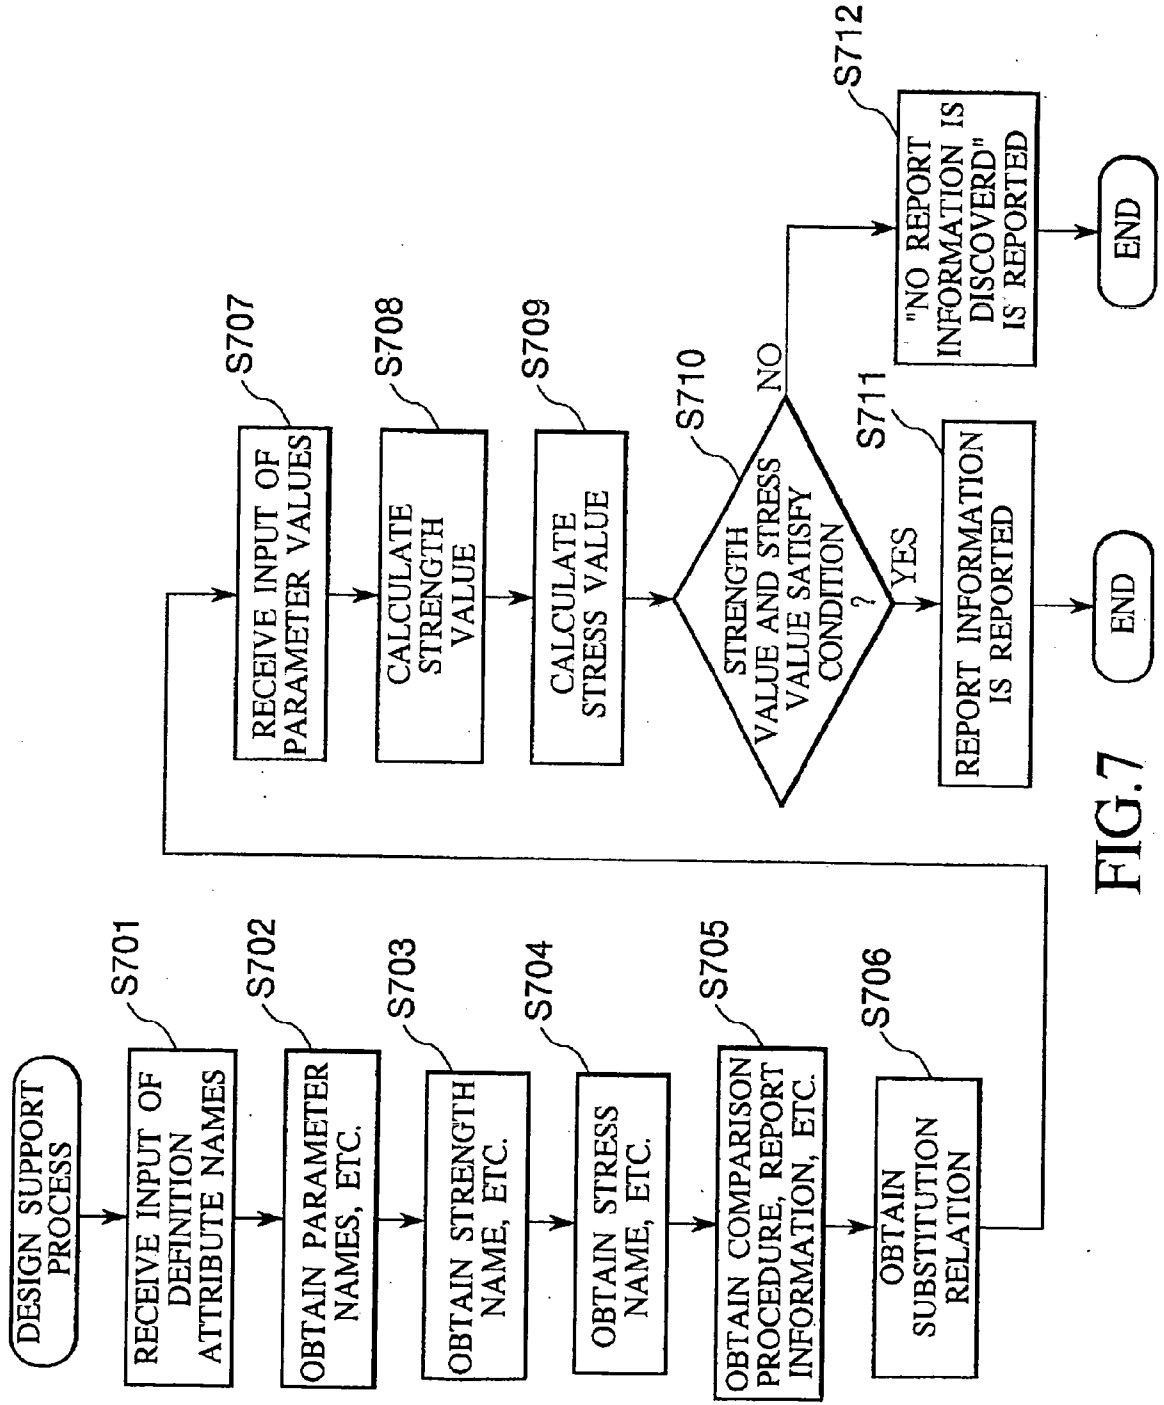 DESIGN SUPPORT
PROCESS
S701
RECEIVE INPUT OF
DEFINITION
ATTRIBUTE NAMES
S702
OBTAIN PARAMETER
NAMES, ETC.
S703
OBTAIN STRENGTH
NAME, ETC.
S704
OBTAIN STRESS
NAME, ETC.
S705
OBTAIN COMPARISON
PROCEDURE, REPORT
INFORMATION, ETC.
S706
OBTAIN
SUBSTITUTION
RELATION
S707
RECEIVE INPUT OF
PARAMETER VALUES
S708
CALCULATE
STRENGTH
VALUE
S709
CALCULATE
STRESS VALUE
S710
STRENGTH
VALUE AND STRESS
VALUE SATISFY
CONDITION
?
NO
YES
S711
REPORT INFORMATION
IS REPORTED
END
S712
"NO REPORT
INFORMATION IS
DISCOVERD"
IS REPORTED
END
FIG.7